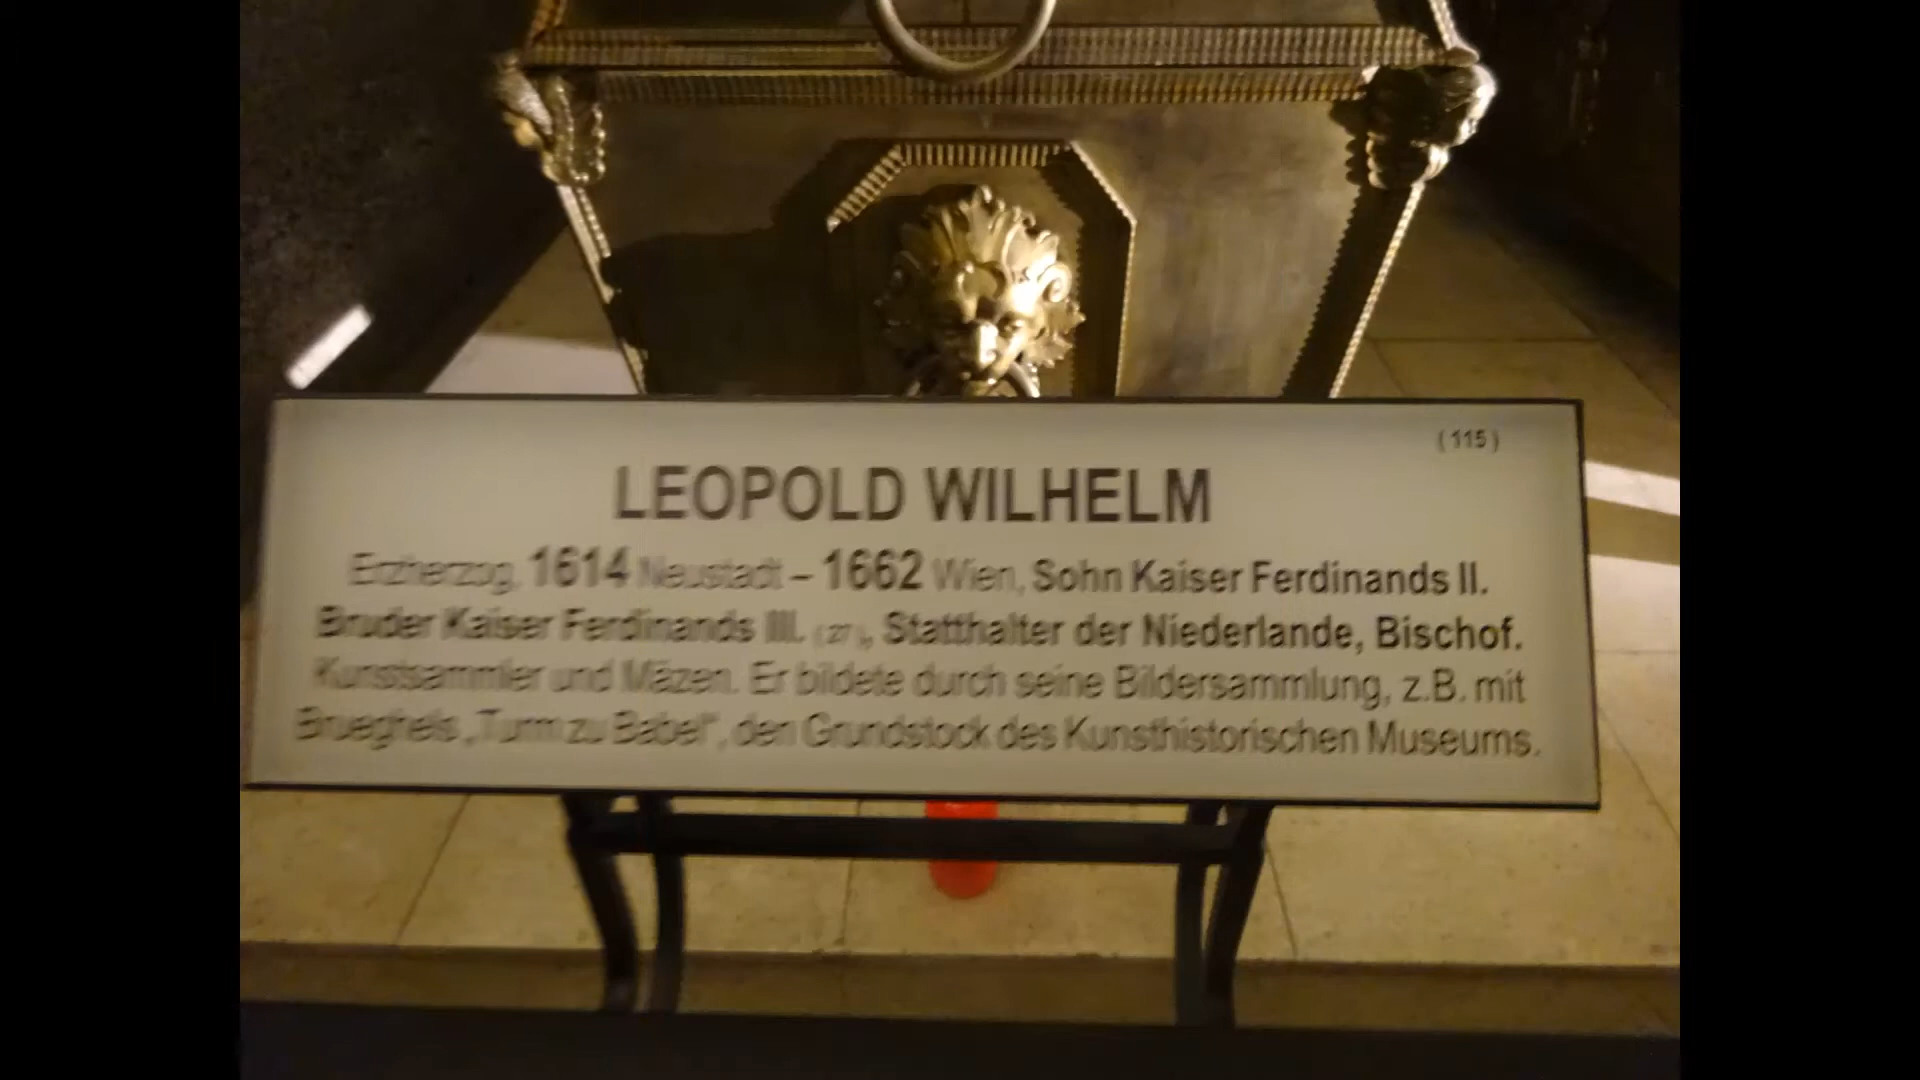 (115)
LEOPOLD WILHELM
Erzherzog, 1614 Neustadt – 1662 Wien, Sohn Kaiser Ferdinands II.
Bruder Kaiser Ferdinands III. (27), Statthalter der Niederlande, Bischof.
Kunstsammler und Mäzen. Er bildete durch seine Bildersammlung, z.B. mit
Brueghels „Turm zu Babel“, den Grundstock des Kunsthistorischen Museums.